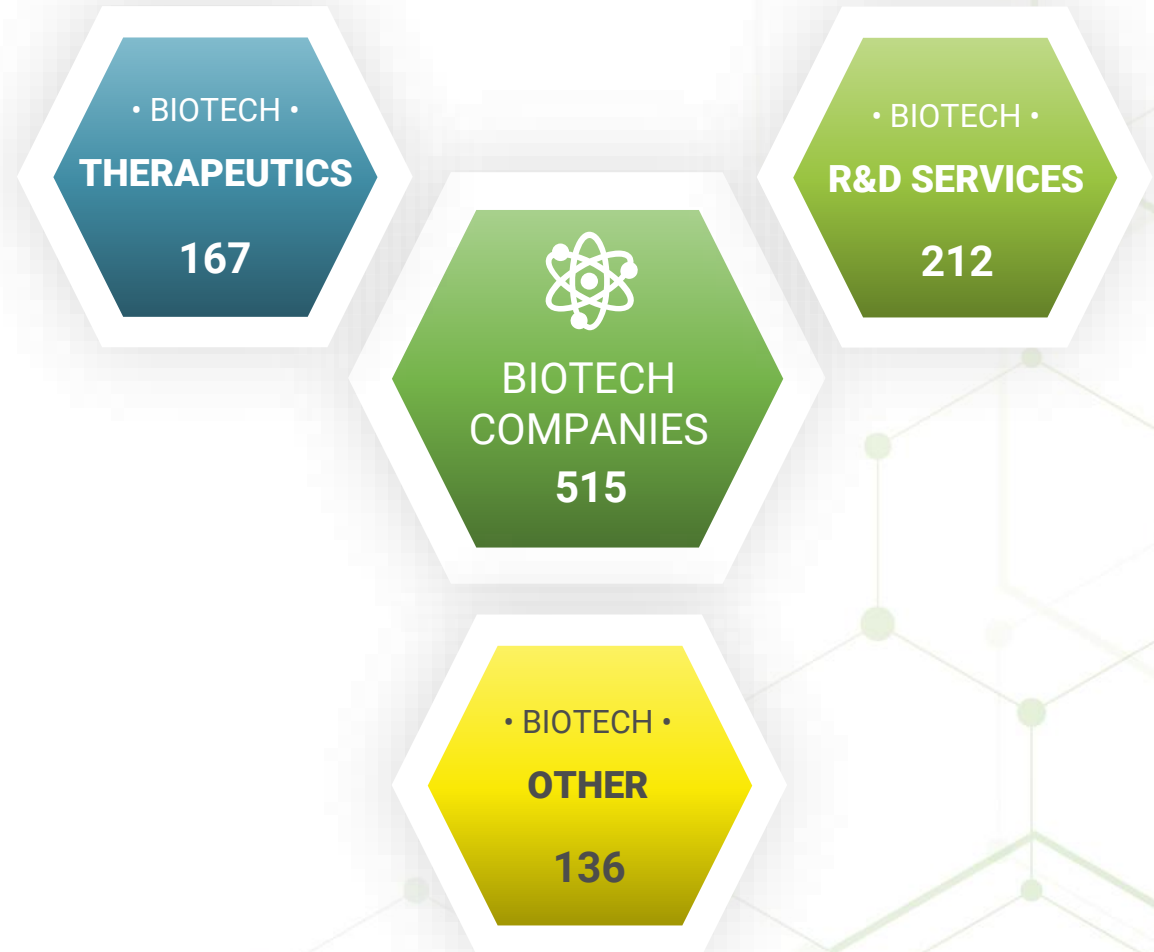 • BIOTECH •
THERAPEUTICS
167
• BIOTECH •
R&D SERVICES
212
BIOTECH
COMPANIES
515
• BIOTECH •
OTHER
136